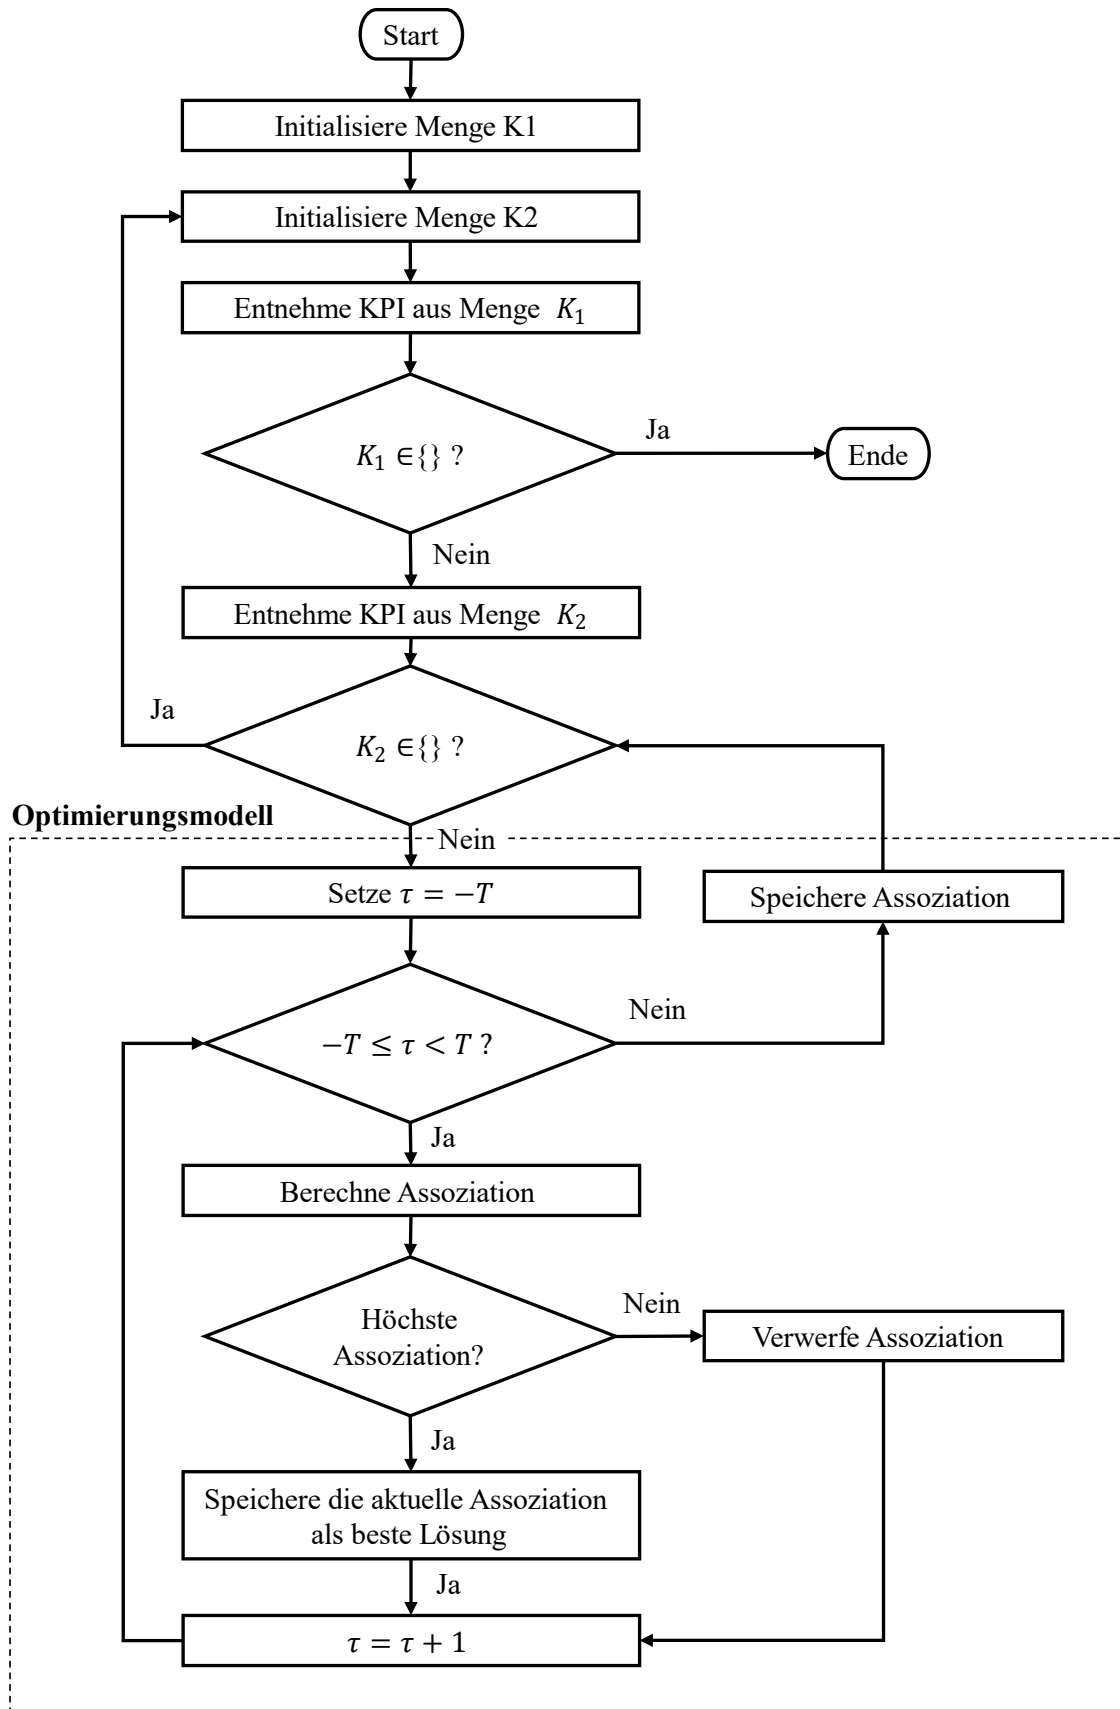 Start
Initialisiere Menge K1
Initialisiere Menge K2
Entnehme KPI aus Menge K₁
K₁ ∈{} ?
Ja
Ende
Nein
Entnehme KPI aus Menge K₂
Ja
K₂ ∈{} ?
Optimierungsmodell
Nein
Setze τ = −T
Speichere Assoziation
−T ≤ τ < T ?
Nein
Ja
Berechne Assoziation
Höchste
Assoziation?
Nein
Verwerfe Assoziation
Ja
Speichere die aktuelle Assoziation
als beste Lösung
Ja
τ = τ + 1